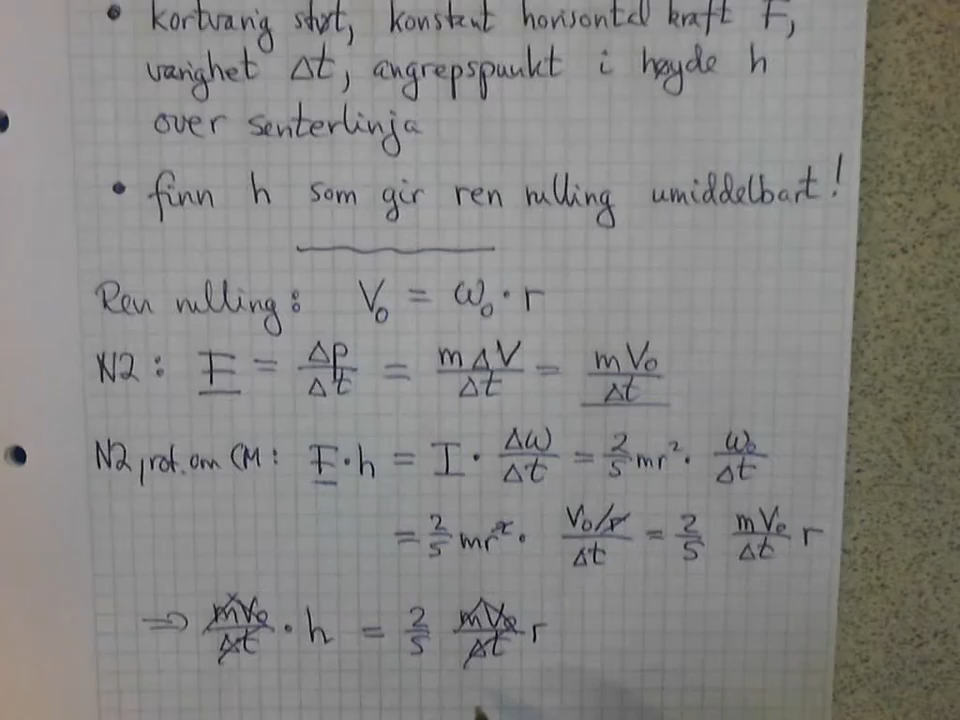 • kortvarig støt, konstant horisontal kraft F,
varighet Δt, angrepspunkt i høyde h
over senterlinja
• finn h som gir ren rulling umiddelbart!
Ren rulling: V₀ = ω₀ · r
N2: F = Δp/Δt = mΔV/Δt = mV₀/Δt
N2, rot. om CM: F·h = I · Δω/Δt = 2/5 mr² · ω₀/Δt
= 2/5 mr² · V₀/r/Δt = 2/5 mV₀/Δt r
⇒ mV₀/Δt · h = 2/5 mV₀/Δt r